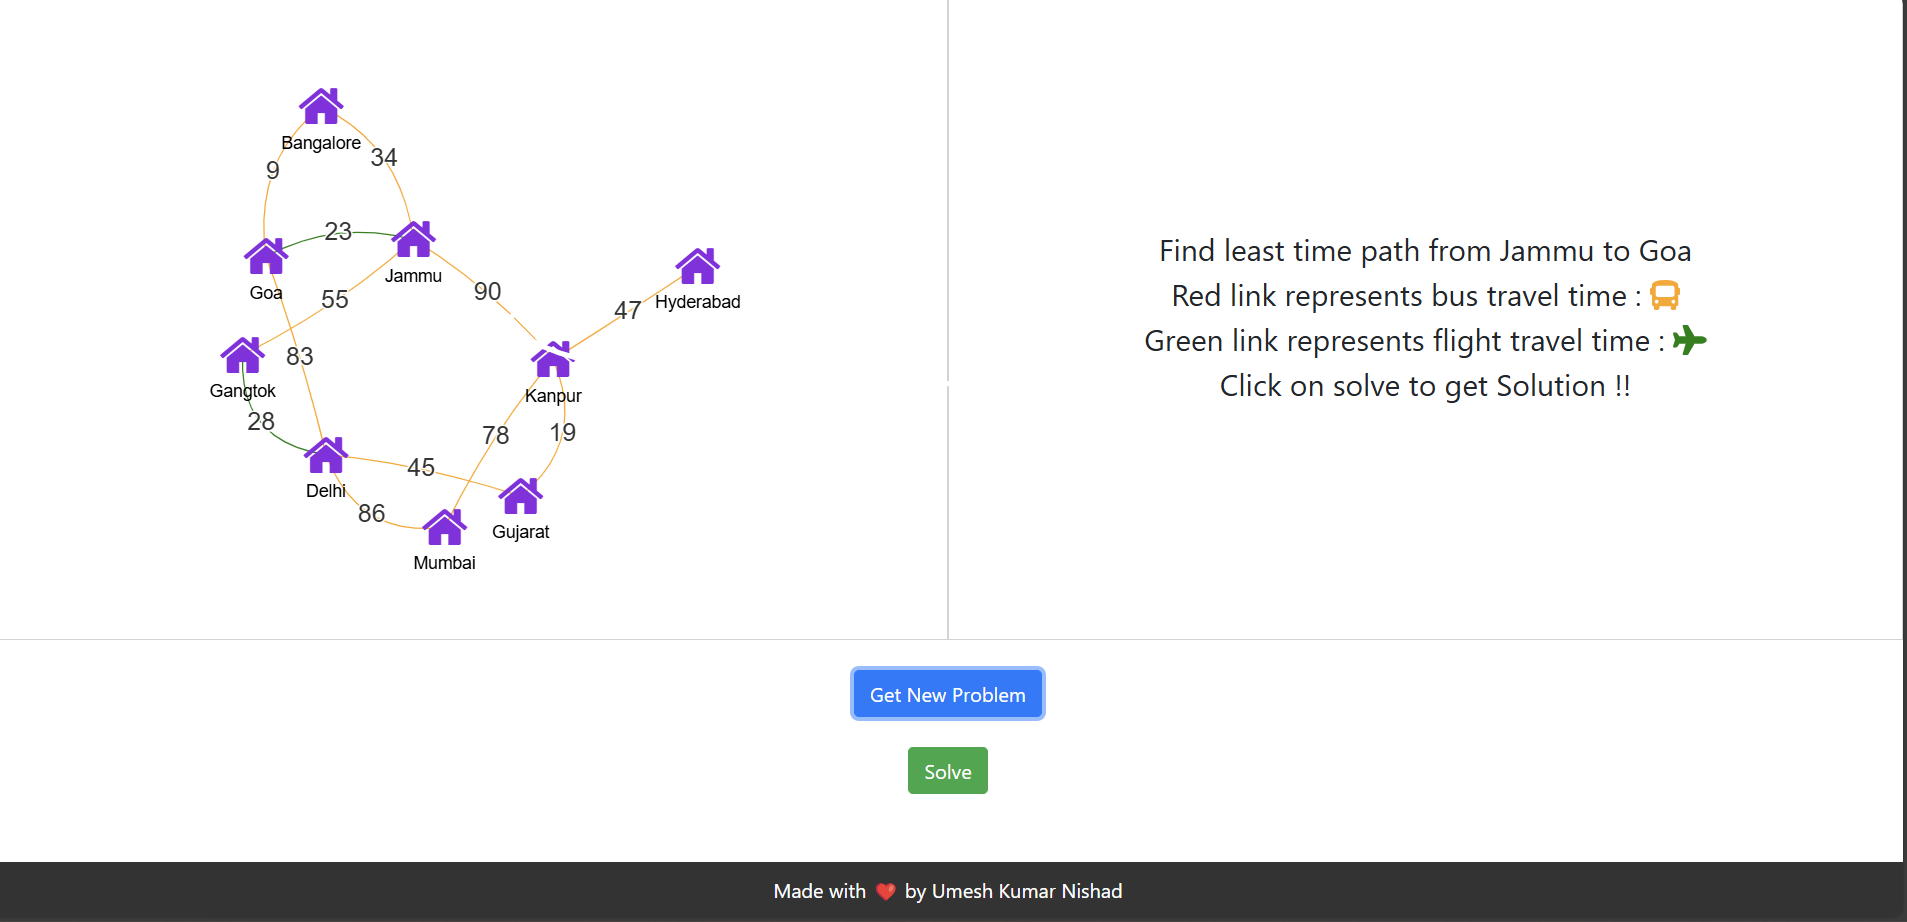 Bangalore
9
34
23
Jammu
Goa
55
90
47
Hyderabad
83
Gangtok
28
Kanpur
78
19
45
Delhi
86
Gujarat
Mumbai
Find least time path from Jammu to Goa
Red link represents bus travel time :
Green link represents flight travel time :
Click on solve to get Solution !!
Get New Problem
Solve
Made with ❤️ by Umesh Kumar Nishad